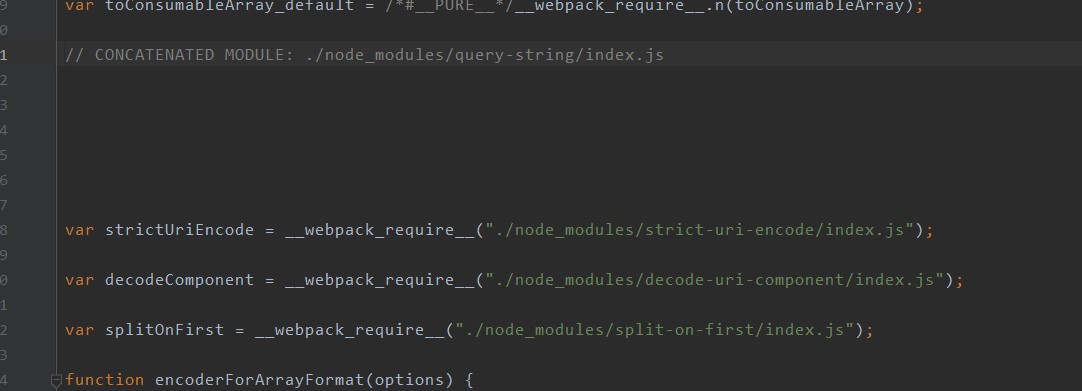 9 var toConsumableArray_default = /*#__PURE__*/__webpack_require__.n(toConsumableArray);
0
1 // CONCATENATED MODULE: ./node_modules/query-string/index.js
2
3
4
5
6
7
8 var strictUriEncode = __webpack_require__("./node_modules/strict-uri-encode/index.js");
9
0 var decodeComponent = __webpack_require__("./node_modules/decode-uri-component/index.js");
1
2 var splitOnFirst = __webpack_require__("./node_modules/split-on-first/index.js");
3
4 function encoderForArrayFormat(options) {